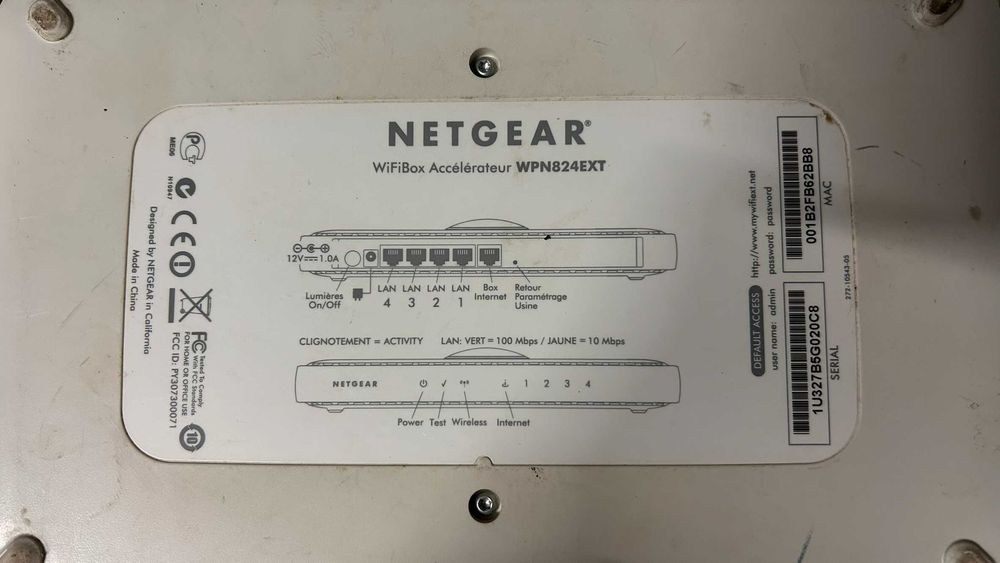 NETGEAR®
WiFiBox Accélérateur WPN824EXT
12V 1.0A
Lumières
On/Off
LAN LAN LAN LAN
4 3 2 1
Box
Internet
Retour
Paramétrage
Usine
CLIGNOTEMENT = ACTIVITY LAN: VERT = 100 Mbps / JAUNE = 10 Mbps
NETGEAR
1 2 3 4
Power Test Wireless Internet
ME06
N10947
CE
Designed by NETGEAR in California
Made in China
FC
Tested To Comply
With FCC Standards
FOR HOME OR OFFICE USE
FCC ID: PY307300071
10
DEFAULT ACCESS
http://www.mywifiext.net
user name: admin password: password
001B2FB62BB8
MAC
1U327B5G020C8
SERIAL
272-10543-05